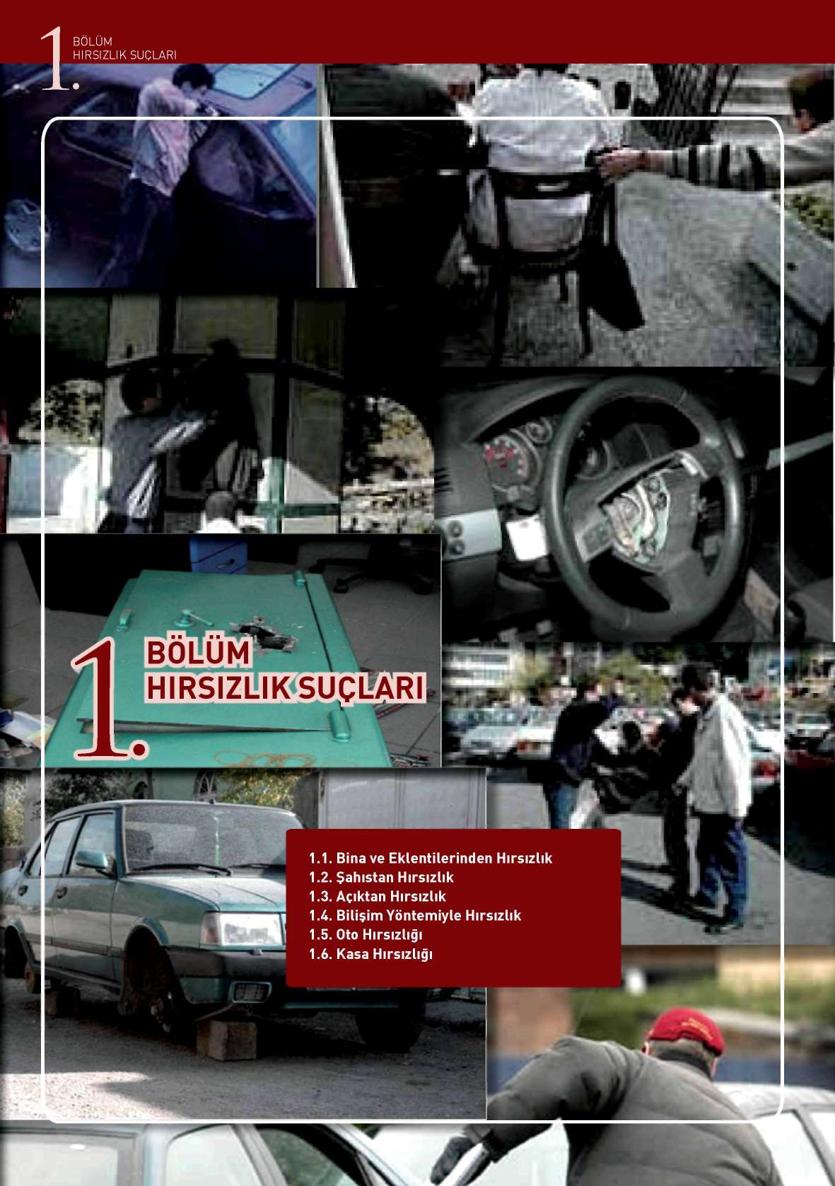 1.
BÖLÜM
HIRSIZLIK SUÇLARI
1.
BÖLÜM
HIRSIZLIK SUÇLARI
1.1. Bina ve Eklentilerinden Hırsızlık
1.2. Şahıstan Hırsızlık
1.3. Açıktan Hırsızlık
1.4. Bilişim Yöntemiyle Hırsızlık
1.5. Oto Hırsızlığı
1.6. Kasa Hırsızlığı